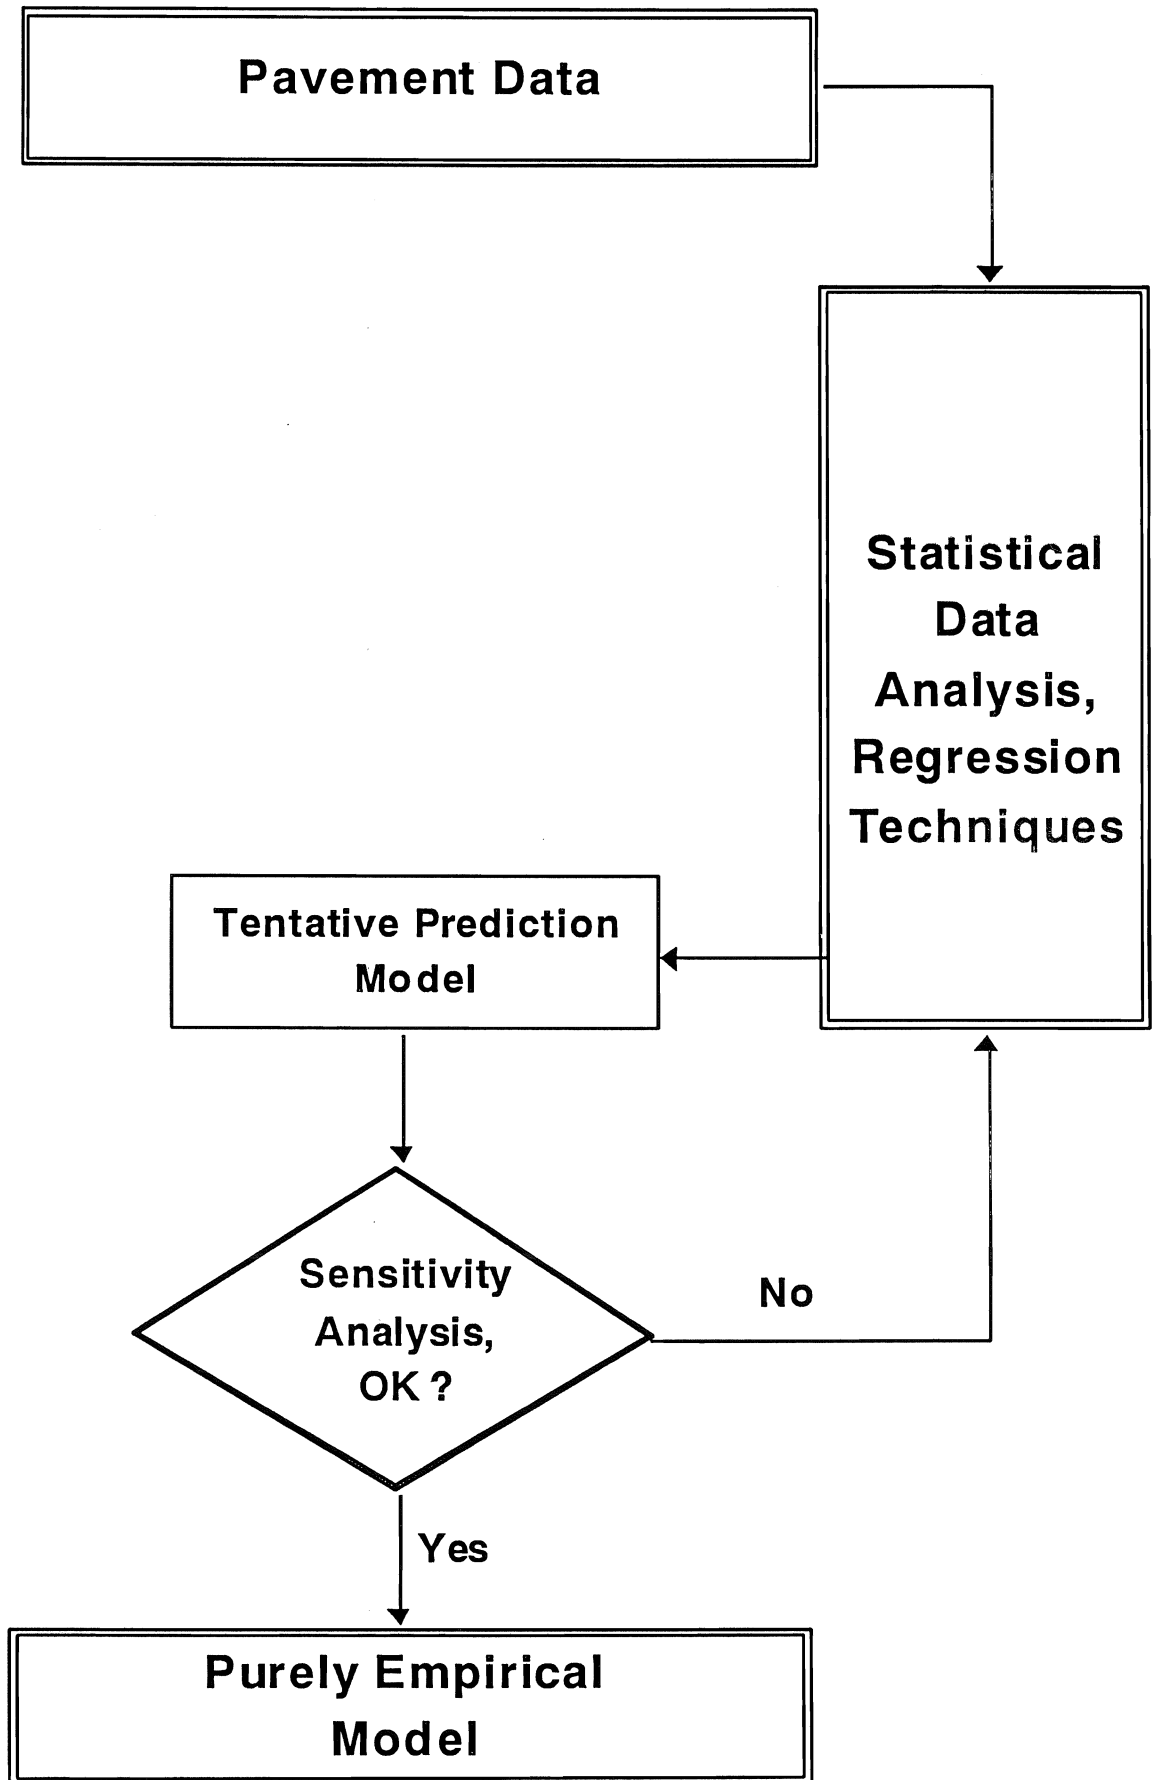 Pavement Data
Statistical
Data
Analysis,
Regression
Techniques
Tentative Prediction
Model
Sensitivity
Analysis,
OK ?
No
Yes
Purely Empirical
Model